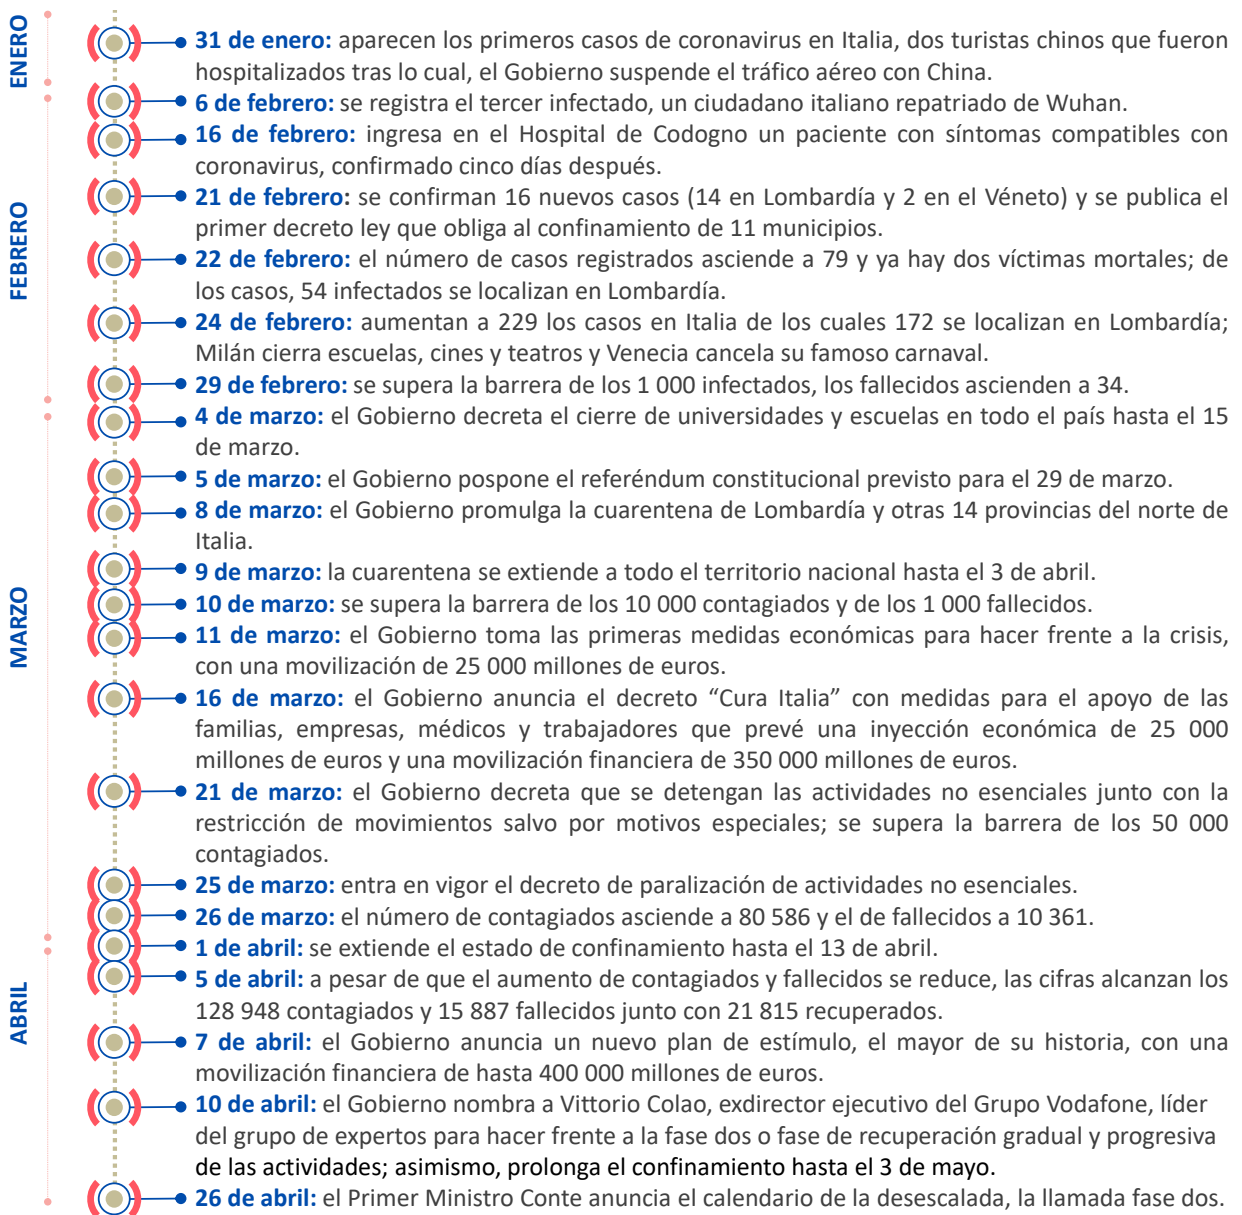 ENERO
31 de enero: aparecen los primeros casos de coronavirus en Italia, dos turistas chinos que fueron
hospitalizados tras lo cual, el Gobierno suspende el tráfico aéreo con China.
FEBRERO
6 de febrero: se registra el tercer infectado, un ciudadano italiano repatriado de Wuhan.
16 de febrero: ingresa en el Hospital de Codogno un paciente con síntomas compatibles con
coronavirus, confirmado cinco días después.
21 de febrero: se confirman 16 nuevos casos (14 en Lombardía y 2 en el Véneto) y se publica el
primer decreto ley que obliga al confinamiento de 11 municipios.
22 de febrero: el número de casos registrados asciende a 79 y ya hay dos víctimas mortales; de
los casos, 54 infectados se localizan en Lombardía.
24 de febrero: aumentan a 229 los casos en Italia de los cuales 172 se localizan en Lombardía;
Milán cierra escuelas, cines y teatros y Venecia cancela su famoso carnaval.
29 de febrero: se supera la barrera de los 1 000 infectados, los fallecidos ascienden a 34.
MARZO
4 de marzo: el Gobierno decreta el cierre de universidades y escuelas en todo el país hasta el 15
de marzo.
5 de marzo: el Gobierno pospone el referéndum constitucional previsto para el 29 de marzo.
8 de marzo: el Gobierno promulga la cuarentena de Lombardía y otras 14 provincias del norte de
Italia.
9 de marzo: la cuarentena se extiende a todo el territorio nacional hasta el 3 de abril.
10 de marzo: se supera la barrera de los 10 000 contagiados y de los 1 000 fallecidos.
11 de marzo: el Gobierno toma las primeras medidas económicas para hacer frente a la crisis,
con una movilización de 25 000 millones de euros.
16 de marzo: el Gobierno anuncia el decreto “Cura Italia” con medidas para el apoyo de las
familias, empresas, médicos y trabajadores que prevé una inyección económica de 25 000
millones de euros y una movilización financiera de 350 000 millones de euros.
21 de marzo: el Gobierno decreta que se detengan las actividades no esenciales junto con la
restricción de movimientos salvo por motivos especiales; se supera la barrera de los 50 000
contagiados.
25 de marzo: entra en vigor el decreto de paralización de actividades no esenciales.
26 de marzo: el número de contagiados asciende a 80 586 y el de fallecidos a 10 361.
ABRIL
1 de abril: se extiende el estado de confinamiento hasta el 13 de abril.
5 de abril: a pesar de que el aumento de contagiados y fallecidos se reduce, las cifras alcanzan los
128 948 contagiados y 15 887 fallecidos junto con 21 815 recuperados.
7 de abril: el Gobierno anuncia un nuevo plan de estímulo, el mayor de su historia, con una
movilización financiera de hasta 400 000 millones de euros.
10 de abril: el Gobierno nombra a Vittorio Colao, exdirector ejecutivo del Grupo Vodafone, líder
del grupo de expertos para hacer frente a la fase dos o fase de recuperación gradual y progresiva
de las actividades; asimismo, prolonga el confinamiento hasta el 3 de mayo.
26 de abril: el Primer Ministro Conte anuncia el calendario de la desescalada, la llamada fase dos.